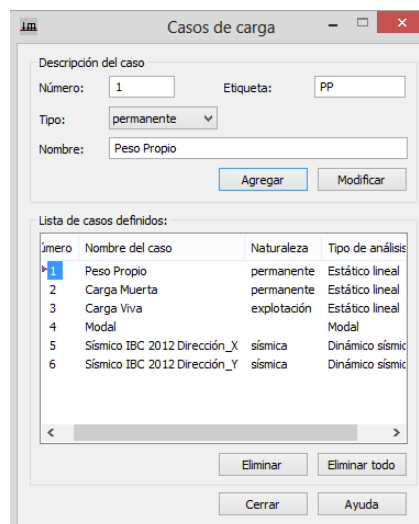 Casos de carga
Descripción del caso
Número: 1 Etiqueta: PP
Tipo: permanente
Nombre: Peso Propio
Agregar Modificar
Lista de casos definidos:
úmero Nombre del caso Naturaleza Tipo de análisis
1 Peso Propio permanente Estático lineal
2 Carga Muerta permanente Estático lineal
3 Carga Viva explotación Estático lineal
4 Modal Modal
5 Sísmico IBC 2012 Dirección_X sísmica Dinámico sísmic
6 Sísmico IBC 2012 Dirección_Y sísmica Dinámico sísmic
Eliminar Eliminar todo
Cerrar Ayuda